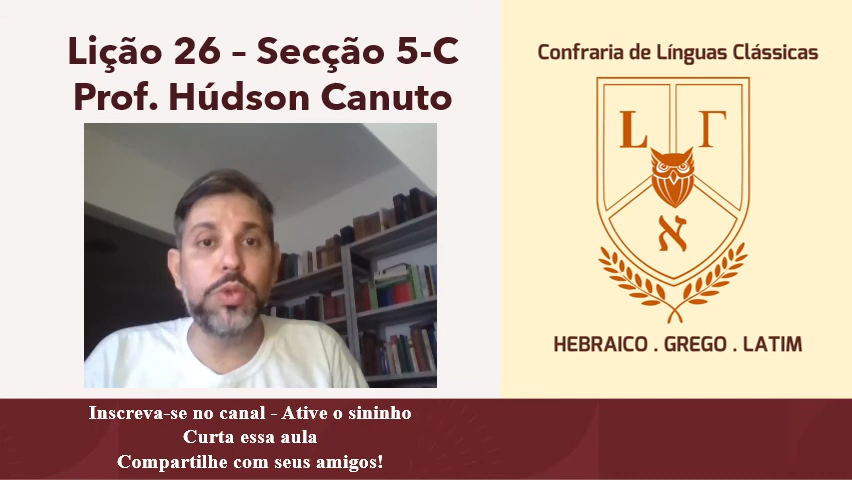 Lição 26 – Secção 5-C
Prof. Húdson Canuto
Confraria de Línguas Clássicas
L Γ
א
HEBRAICO . GREGO . LATIM
Inscreva-se no canal - Ative o sininho
Curta essa aula
Compartilhe com seus amigos!